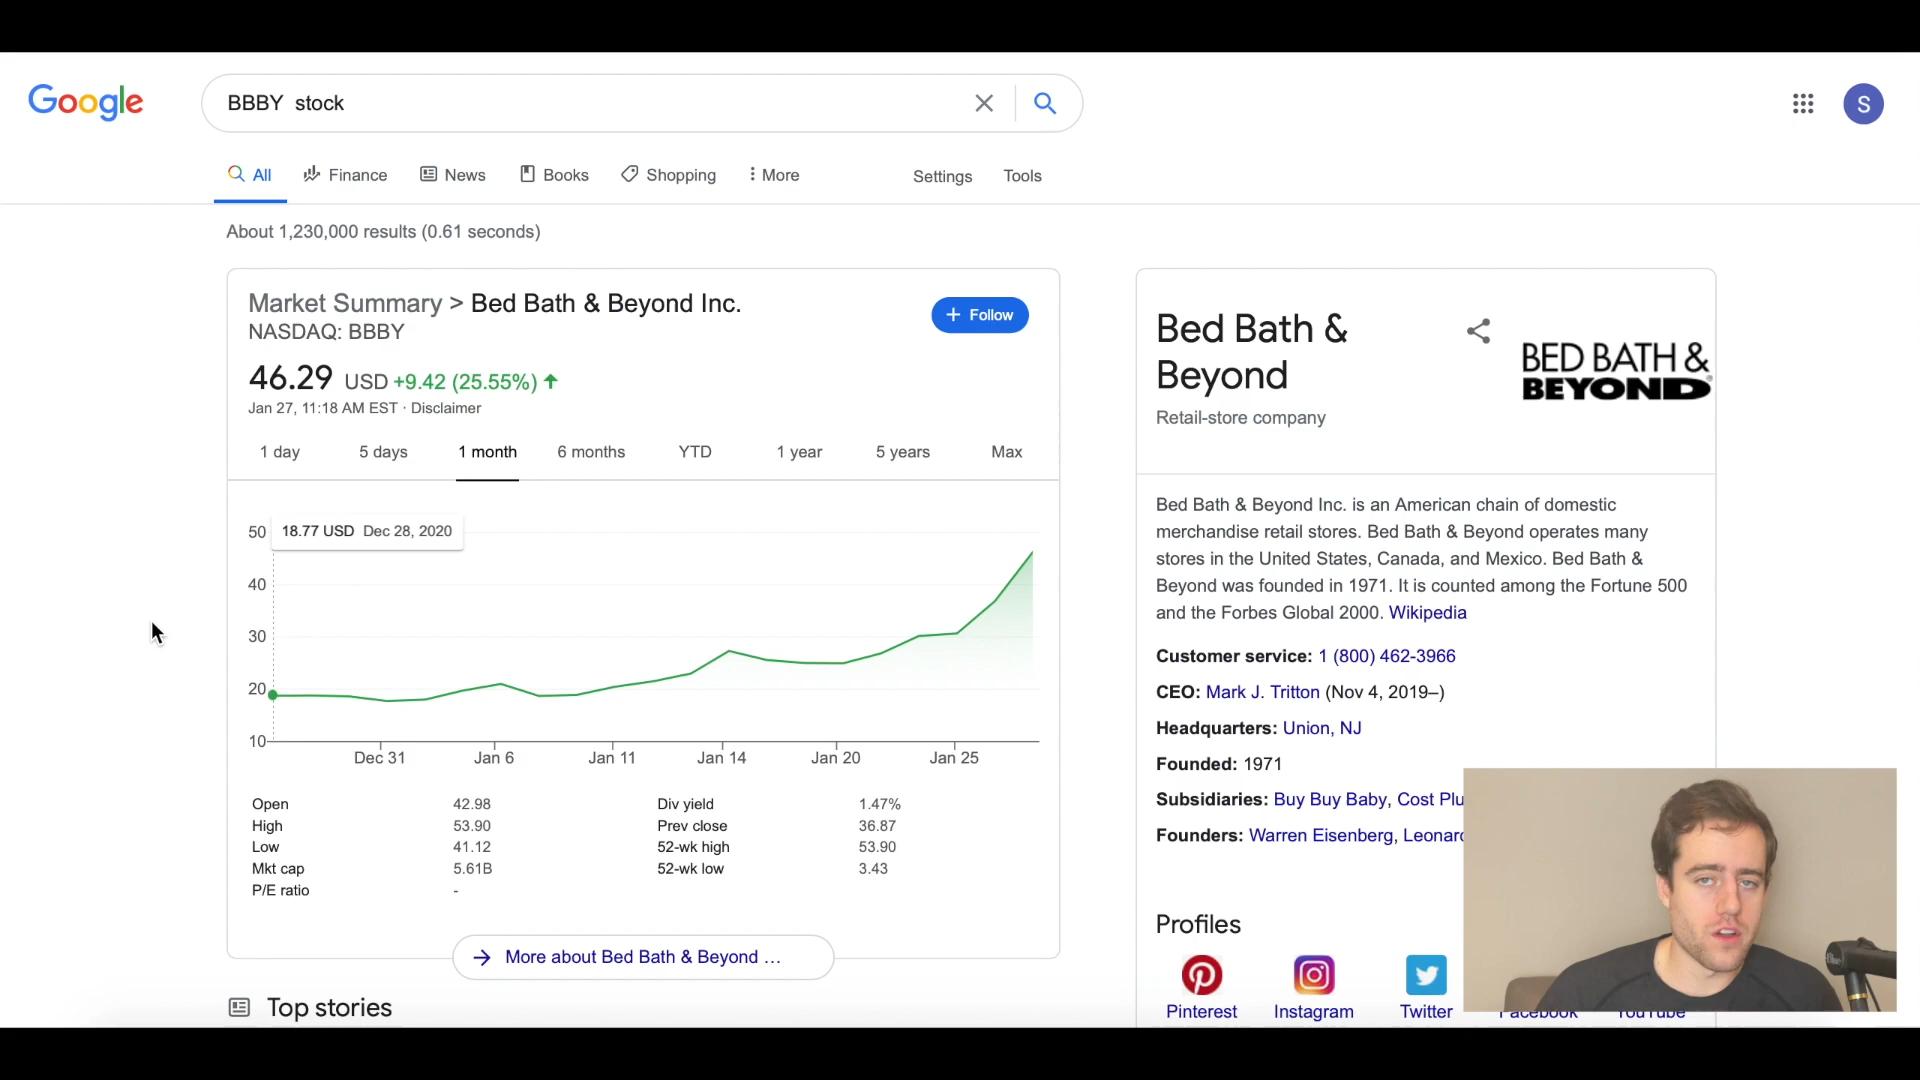 Google
BBBY stock
S
All
Finance
News
Books
Shopping
More
Settings
Tools
About 1,230,000 results (0.61 seconds)
Market Summary > Bed Bath & Beyond Inc.
NASDAQ: BBBY
+ Follow
46.29 USD +9.42 (25.55%)
Jan 27, 11:18 AM EST · Disclaimer
1 day
5 days
1 month
6 months
YTD
1 year
5 years
Max
18.77 USD Dec 28, 2020
50
40
30
20
10
Dec 31
Jan 6
Jan 11
Jan 14
Jan 20
Jan 25
Open 42.98 Div yield 1.47%
High 53.90 Prev close 36.87
Low 41.12 52-wk high 53.90
Mkt cap 5.61B 52-wk low 3.43
P/E ratio -
More about Bed Bath & Beyond ...
Top stories
Bed Bath &
Beyond
Retail-store company
BED BATH &
BEYOND®
Bed Bath & Beyond Inc. is an American chain of domestic
merchandise retail stores. Bed Bath & Beyond operates many
stores in the United States, Canada, and Mexico. Bed Bath &
Beyond was founded in 1971. It is counted among the Fortune 500
and the Forbes Global 2000. Wikipedia
Customer service: 1 (800) 462-3966
CEO: Mark J. Tritton (Nov 4, 2019–)
Headquarters: Union, NJ
Founded: 1971
Subsidiaries: Buy Buy Baby, Cost Plu
Founders: Warren Eisenberg, Leonard
Profiles
Pinterest
Instagram
Twitter
Facebook
YouTube